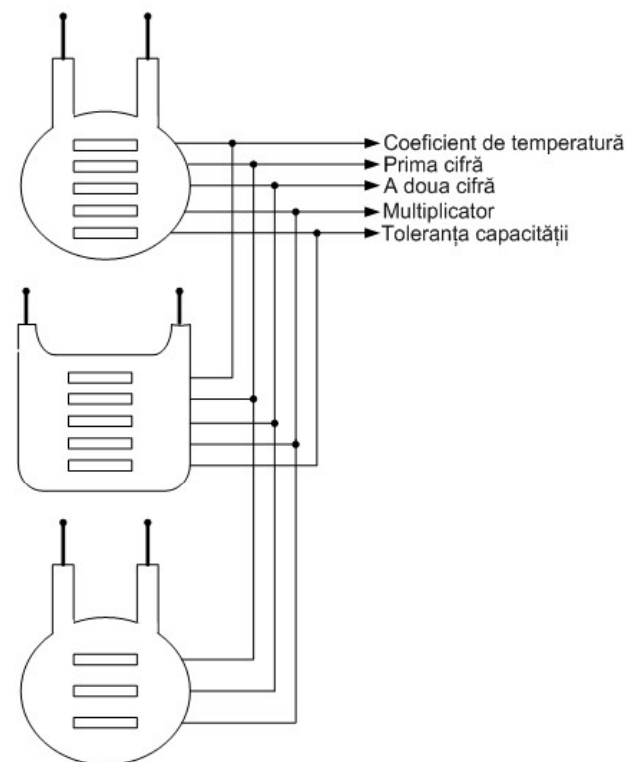 Coeficient de temperatură
Prima cifră
A doua cifră
Multiplicator
Toleranța capacității